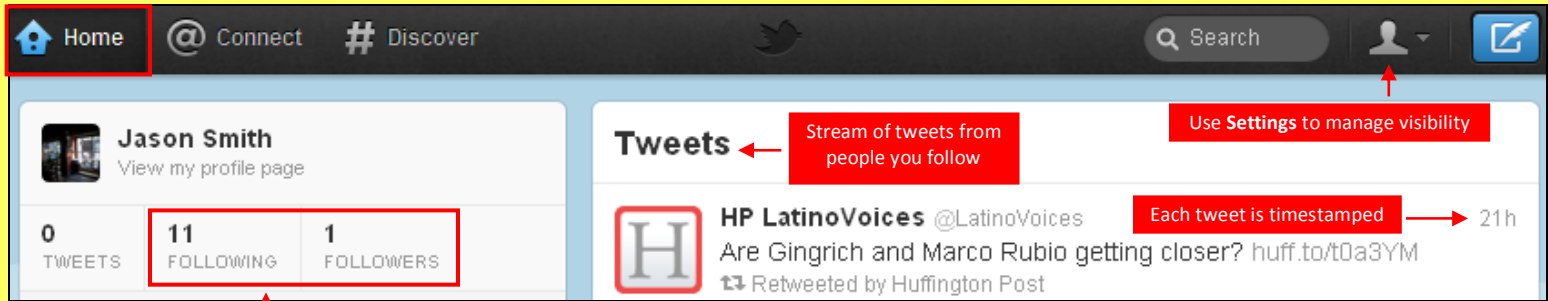 Home
@ Connect
# Discover
Search
Use Settings to manage visibility
Jason Smith
View my profile page
0
TWEETS
11
FOLLOWING
1
FOLLOWERS
Tweets
Stream of tweets from
people you follow
H
HP LatinoVoices @LatinoVoices
Each tweet is timestamped
21h
Are Gingrich and Marco Rubio getting closer? huff.to/t0a3YM
Retweeted by Huffington Post